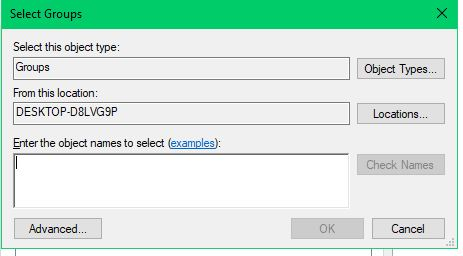 Select Groups
Select this object type:
Groups
Object Types...
From this location:
DESKTOP-D8LVG9P
Locations...
Enter the object names to select (examples):
Check Names
Advanced...
OK
Cancel